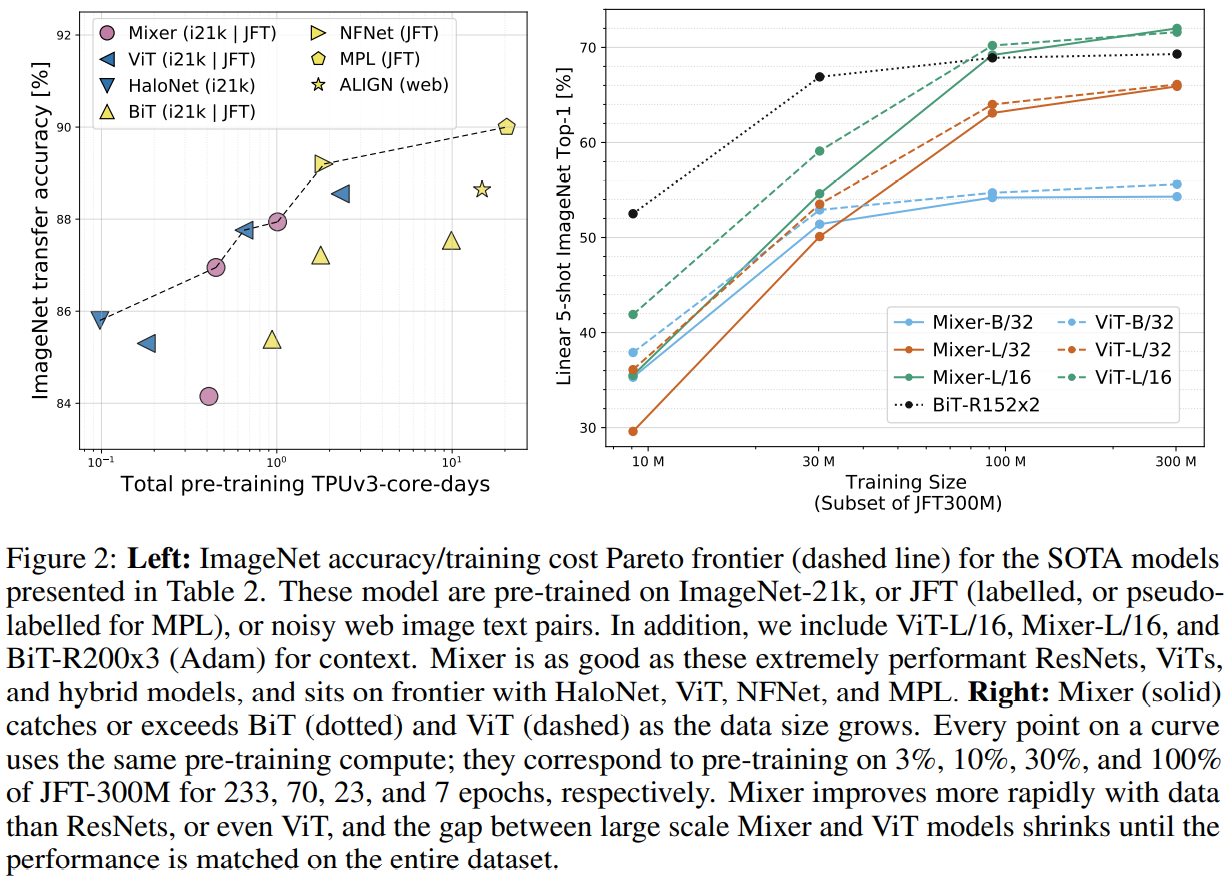 ImageNet transfer accuracy [%]
92
90
88
86
84
Mixer (i21k | JFT)
ViT (i21k | JFT)
HaloNet (i21k)
BiT (i21k | JFT)
NFNet (JFT)
MPL (JFT)
ALIGN (web)
10⁻¹
10⁰
10¹
Total pre-training TPUv3-core-days
Linear 5-shot ImageNet Top-1 [%]
70
60
50
40
30
Mixer-B/32
Mixer-L/32
Mixer-L/16
BiT-R152x2
ViT-B/32
ViT-L/32
ViT-L/16
10 M
30 M
100 M
300 M
Training Size
(Subset of JFT300M)
Figure 2: Left: ImageNet accuracy/training cost Pareto frontier (dashed line) for the SOTA models
presented in Table 2. These model are pre-trained on ImageNet-21k, or JFT (labelled, or pseudo-
labelled for MPL), or noisy web image text pairs. In addition, we include ViT-L/16, Mixer-L/16, and
BiT-R200x3 (Adam) for context. Mixer is as good as these extremely performant ResNets, ViTs,
and hybrid models, and sits on frontier with HaloNet, ViT, NFNet, and MPL. Right: Mixer (solid)
catches or exceeds BiT (dotted) and ViT (dashed) as the data size grows. Every point on a curve
uses the same pre-training compute; they correspond to pre-training on 3%, 10%, 30%, and 100%
of JFT-300M for 233, 70, 23, and 7 epochs, respectively. Mixer improves more rapidly with data
than ResNets, or even ViT, and the gap between large scale Mixer and ViT models shrinks until the
performance is matched on the entire dataset.